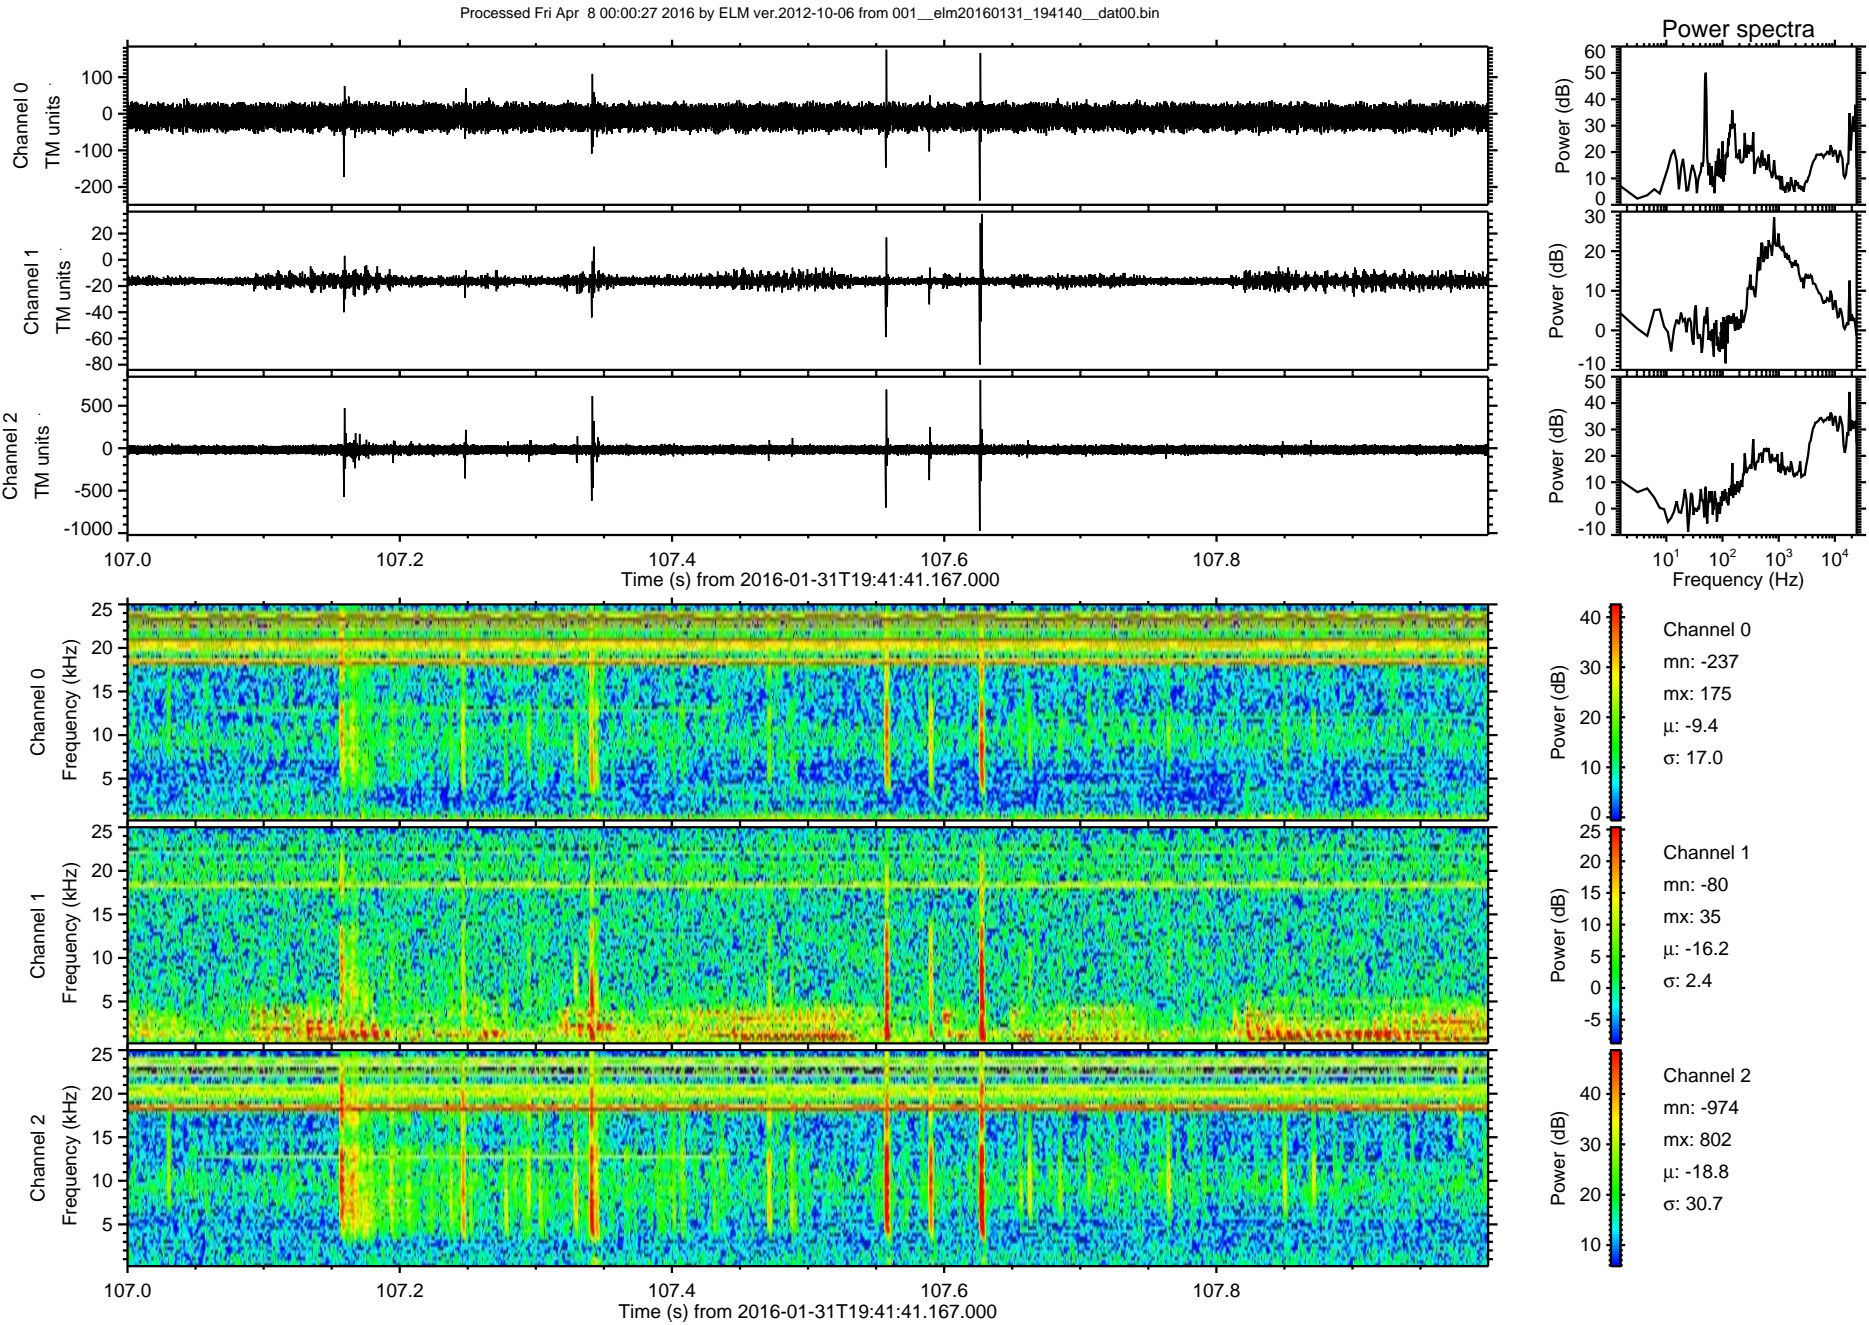 Processed Fri Apr  8 00:00:27 2016 by ELM ver.2012-10-06 from 001__elm20160131_194140__dat00.bin
Power spectra
Channel 0
TM units
100
0
-100
-200
Power (dB)
60
50
40
30
20
10
0
Channel 1
TM units
20
0
-20
-40
-60
-80
Power (dB)
30
20
10
0
-10
Channel 2
TM units
500
0
-500
-1000
Power (dB)
50
40
30
20
10
0
-10
107.0 107.2 107.4 107.6 107.8
Time (s) from 2016-01-31T19:41:41.167.000
10^1 10^2 10^3 10^4
Frequency (Hz)
Channel 0
Frequency (kHz)
25
20
15
10
5
Power (dB)
40
30
20
10
0
Channel 0
mn: -237
mx: 175
μ: -9.4
σ: 17.0
Channel 1
Frequency (kHz)
25
20
15
10
5
Power (dB)
25
20
15
10
5
0
-5
Channel 1
mn: -80
mx: 35
μ: -16.2
σ: 2.4
Channel 2
Frequency (kHz)
25
20
15
10
5
Power (dB)
40
30
20
10
Channel 2
mn: -974
mx: 802
μ: -18.8
σ: 30.7
107.0 107.2 107.4 107.6 107.8
Time (s) from 2016-01-31T19:41:41.167.000